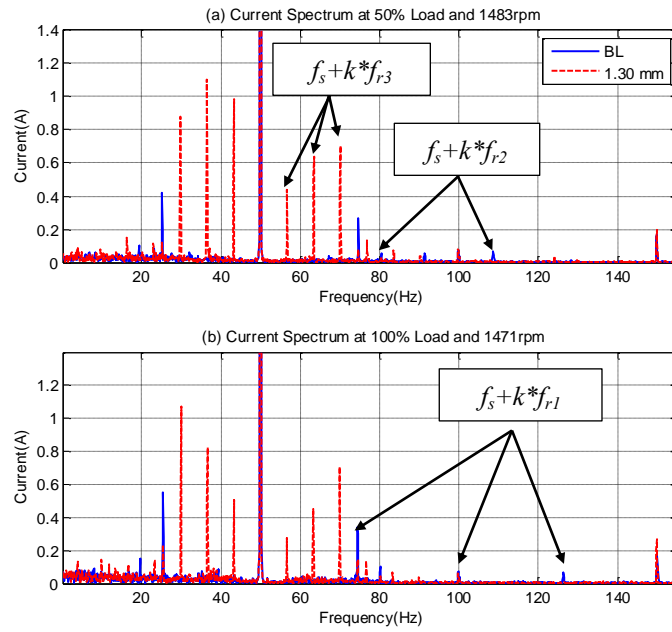 (a) Current Spectrum at 50% Load and 1483rpm
1.4
1.2
1
0.8
0.6
0.4
0.2
0
Current(A)
fs+k*fr3
fs+k*fr2
BL
1.30 mm
20 40 60 80 100 120 140
Frequency(Hz)
(b) Current Spectrum at 100% Load and 1471rpm
1.2
1
0.8
0.6
0.4
0.2
0
Current(A)
fs+k*fr1
20 40 60 80 100 120 140
Frequency(Hz)